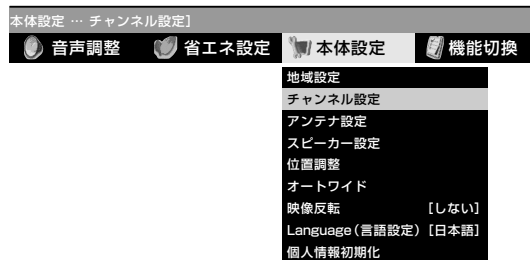 本体設定 … チャンネル設定]
音声調整 省エネ設定 本体設定 機能切換
地域設定
チャンネル設定
アンテナ設定
スピーカー設定
位置調整
オートワイド
映像反転 [しない]
Language(言語設定) [日本語]
個人情報初期化